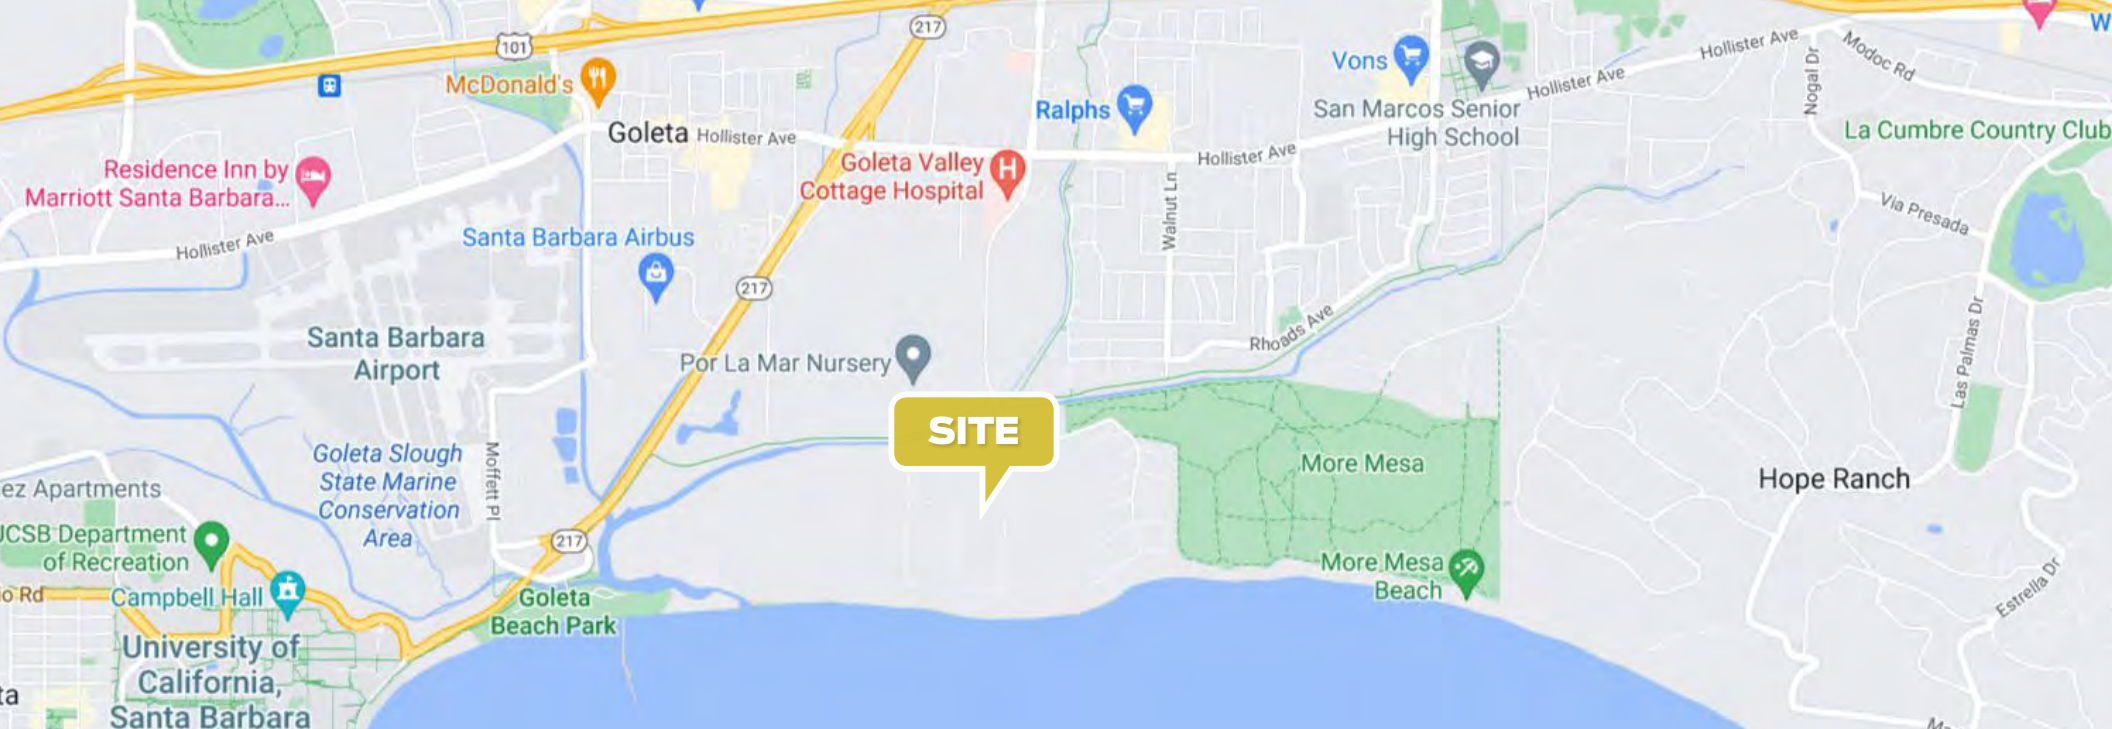 217
101
McDonald's
Vons
Hollister Ave
Modoc Rd
Nogal Dr
Hollister Ave
W
Ralphs
San Marcos Senior
High School
La Cumbre Country Club
Goleta
Hollister Ave
Hollister Ave
Goleta Valley
Cottage Hospital
Residence Inn by
Marriott Santa Barbara...
Walnut Ln
Via Presada
Hollister Ave
Santa Barbara Airbus
217
Santa Barbara
Airport
Por La Mar Nursery
Rhoads Ave
Las Palmas Dr
SITE
More Mesa
Hope Ranch
Goleta Slough
State Marine
Conservation
Area
Moffett Pl
ez Apartments
UCSB Department
of Recreation
217
More Mesa
Beach
Estrella Dr
io Rd
Campbell Hall
Goleta
Beach Park
University of
California,
Santa Barbara
ta